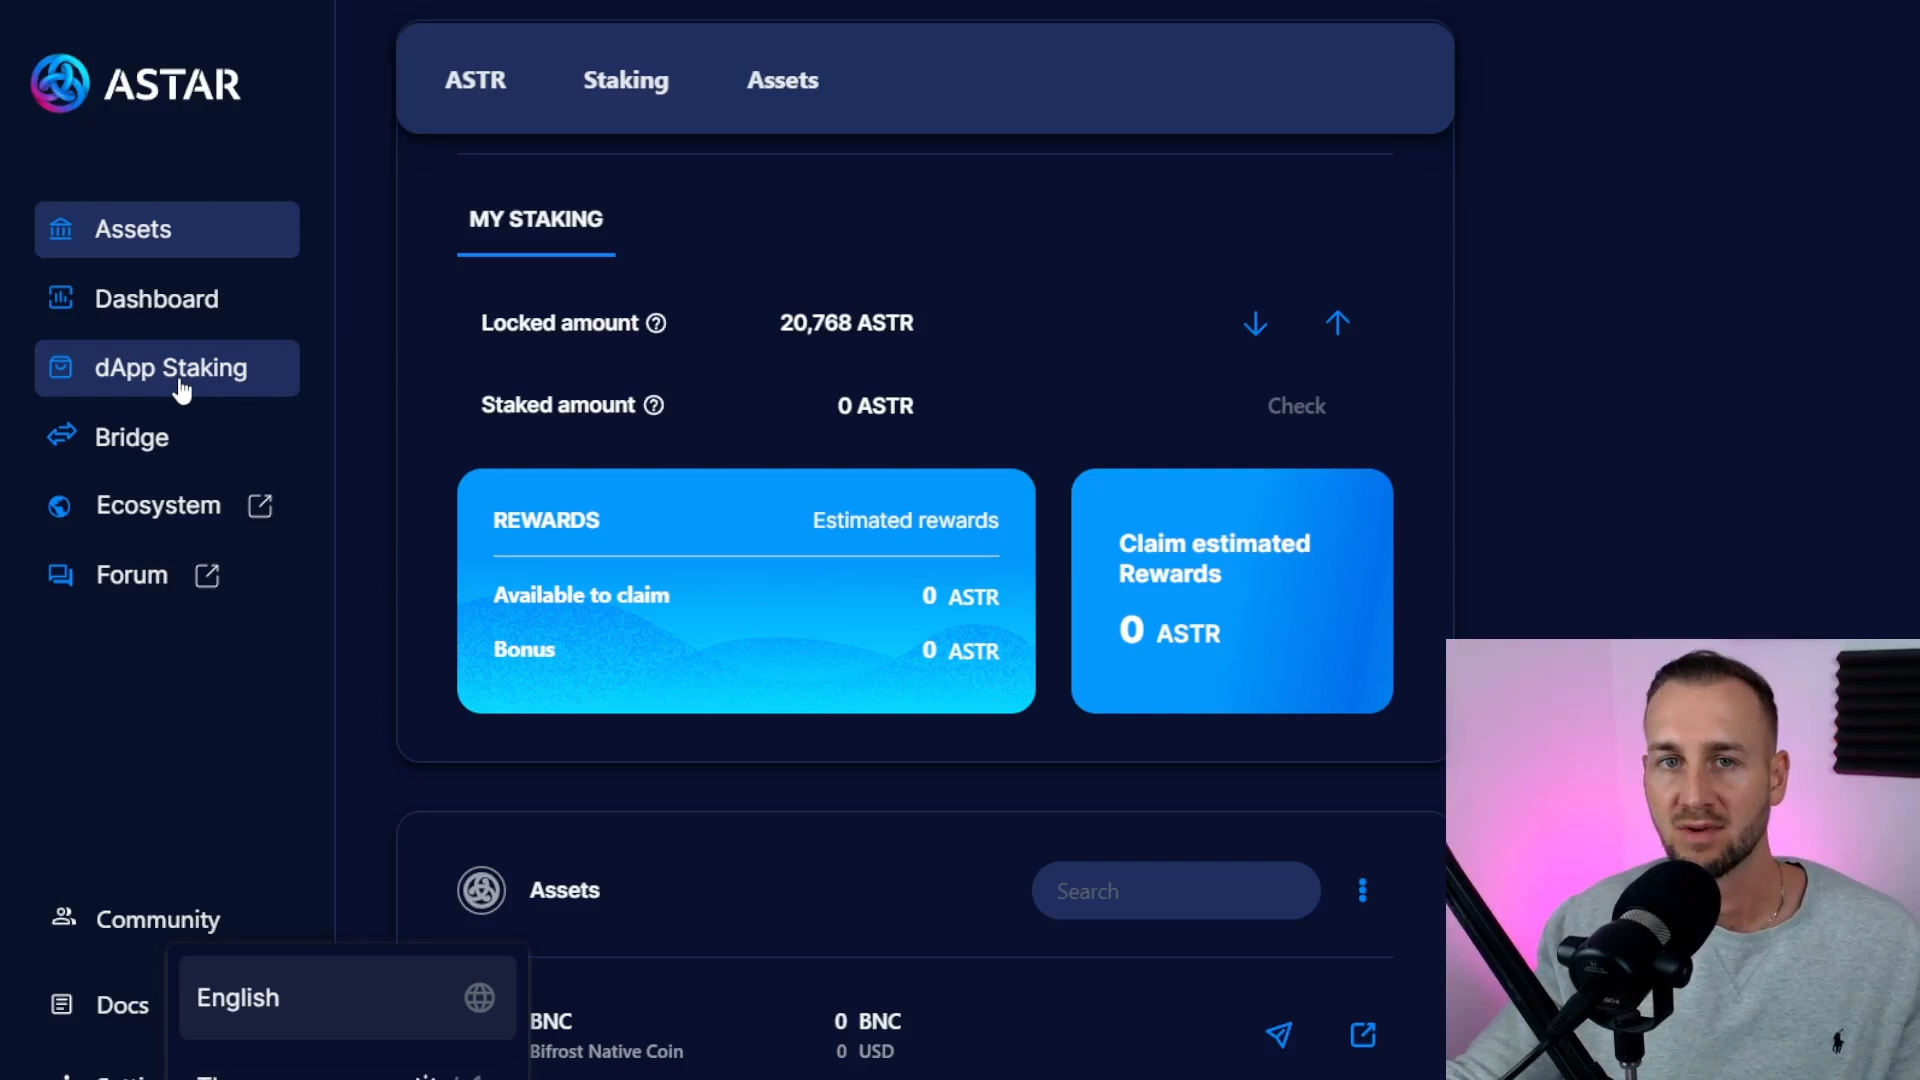 ASTAR
ASTR
Staking
Assets
Assets
Dashboard
dApp Staking
Bridge
Ecosystem
Forum
MY STAKING
Locked amount
20,768 ASTR
Staked amount
0 ASTR
Check
REWARDS
Estimated rewards
Available to claim
0 ASTR
Bonus
0 ASTR
Claim estimated
Rewards
0 ASTR
Assets
Search
Community
English
Docs
BNC
0 BNC
Bifrost Native Coin
0 USD